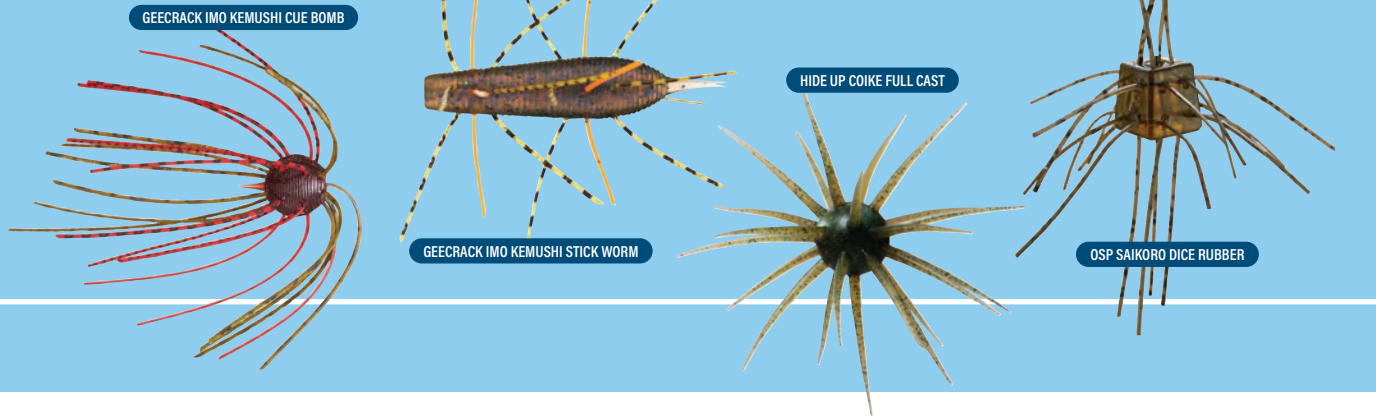 GEECRACK IMO KEMUSHI CUE BOMB
GEECRACK IMO KEMUSHI STICK WORM
HIDE UP COIKE FULL CAST
OSP SAIKORO DICE RUBBER